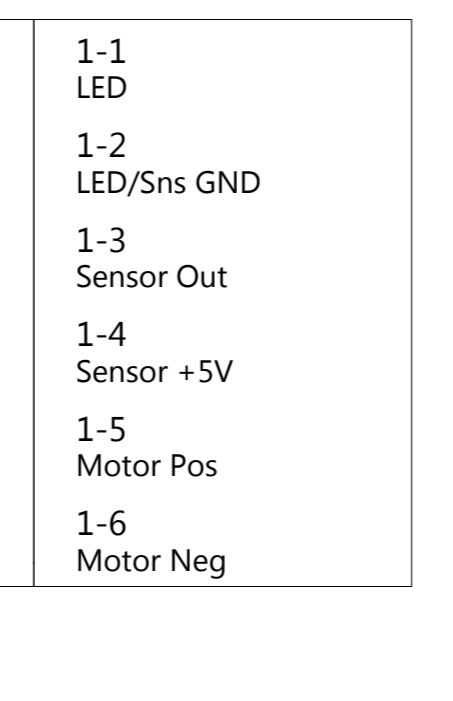 1-1
LED
1-2
LED/Sns GND
1-3
Sensor Out
1-4
Sensor +5V
1-5
Motor Pos
1-6
Motor Neg